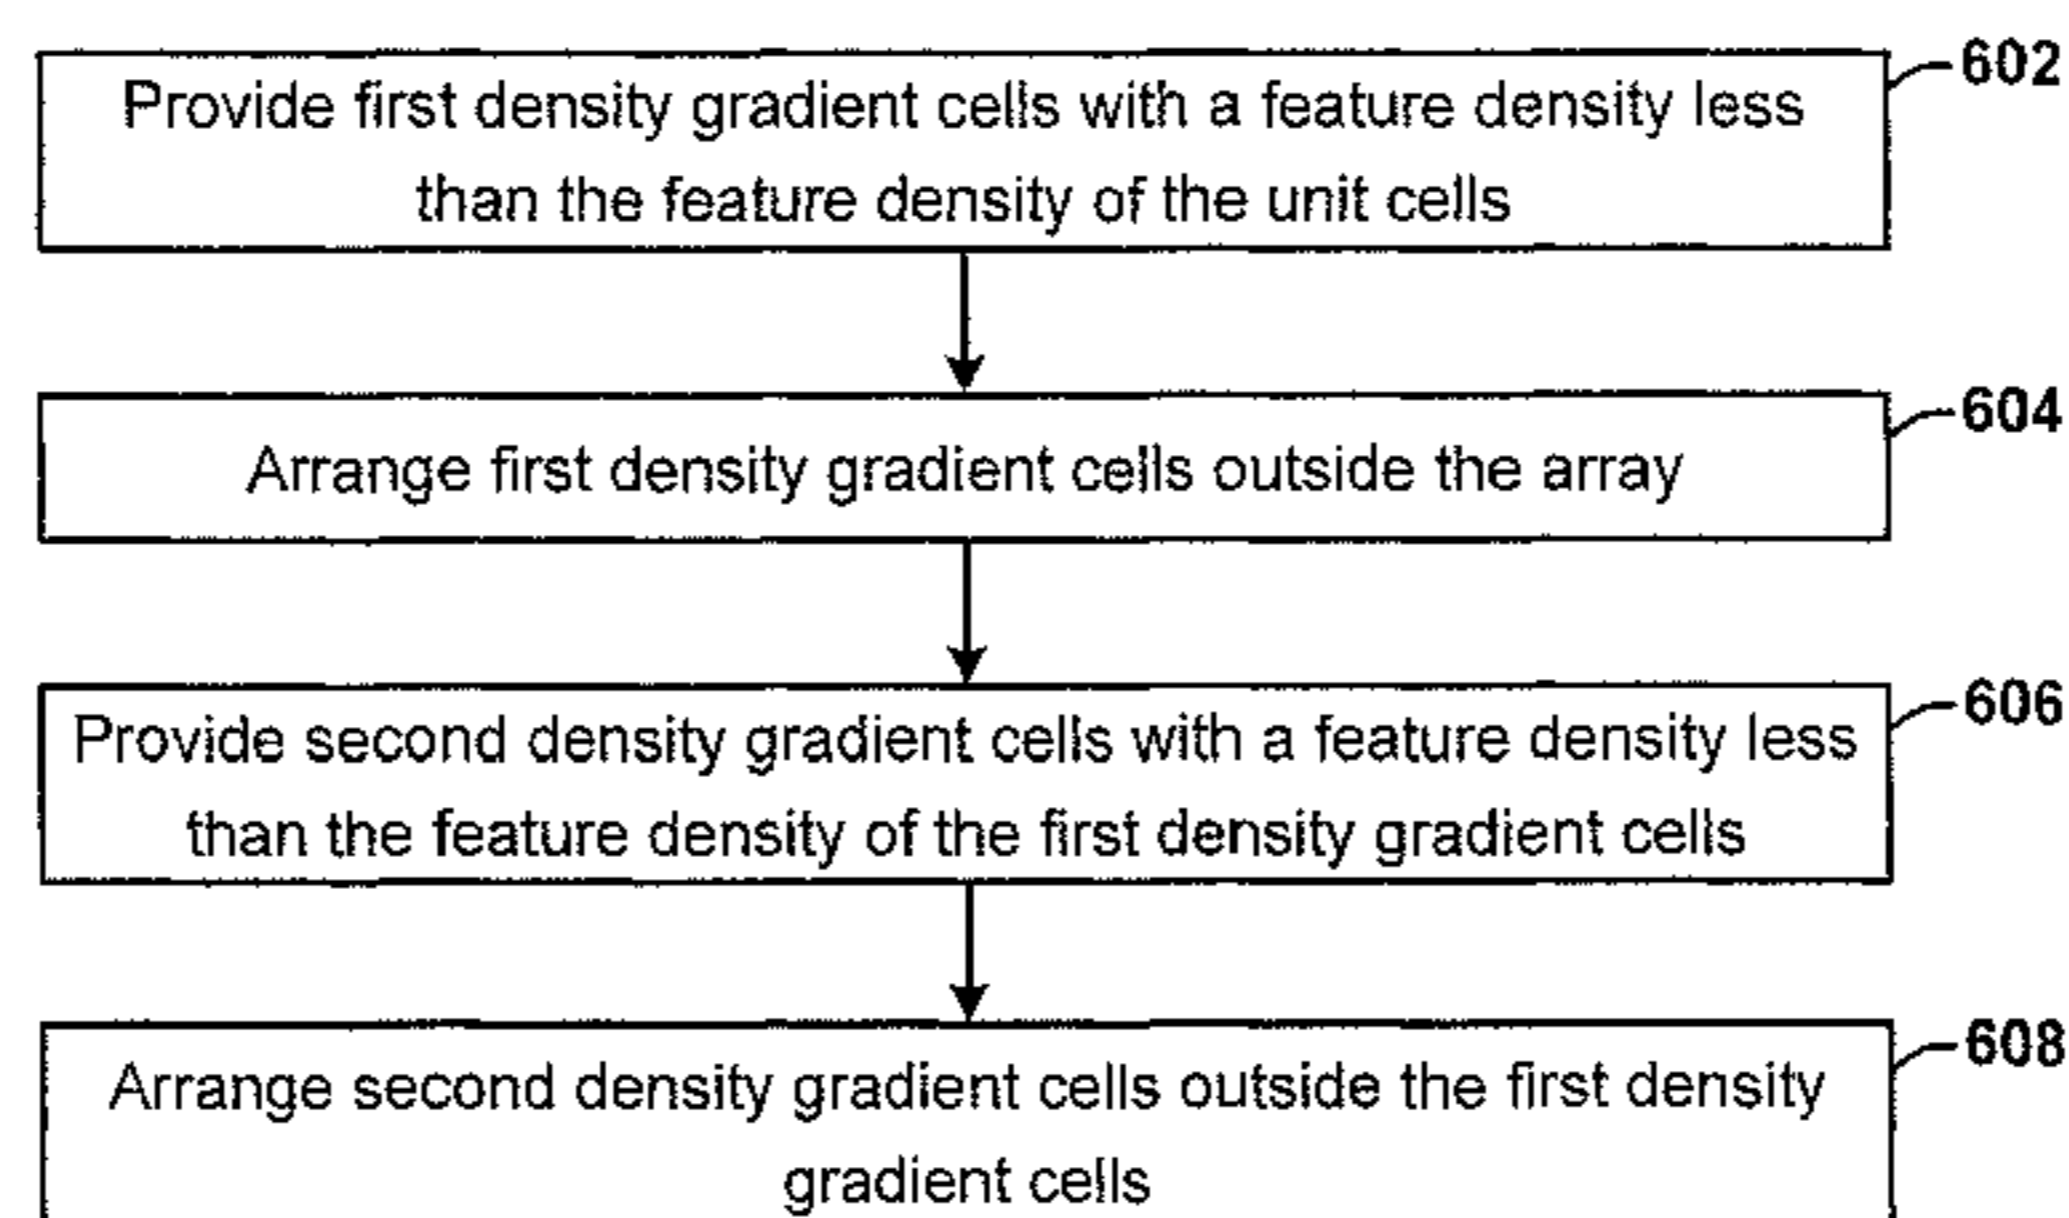 Provide first density gradient cells with a feature density less
than the feature density of the unit cells
602
Arrange first density gradient cells outside the array
604
Provide second density gradient cells with a feature density less
than the feature density of the first density gradient cells
606
Arrange second density gradient cells outside the first density
gradient cells
608